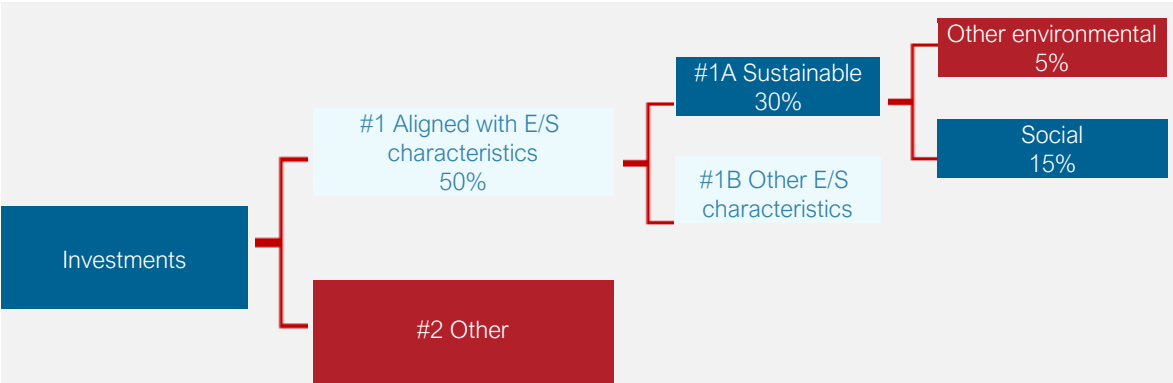 Investments
#1 Aligned with E/S
characteristics
50%
#2 Other
#1A Sustainable
30%
#1B Other E/S
characteristics
Other environmental
5%
Social
15%